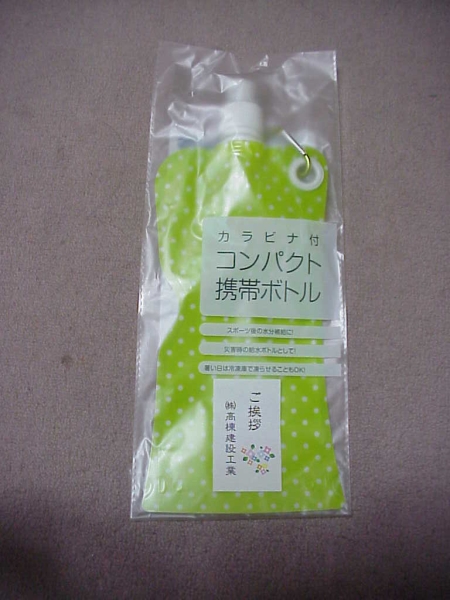 カラビナ付
コンパクト
携帯ボトル
スポーツ後の水分補給に!
災害時の給水ボトルとして!
暑い日は冷凍庫で凍らせることもOK!
ご挨拶
㈱高棟建設工業